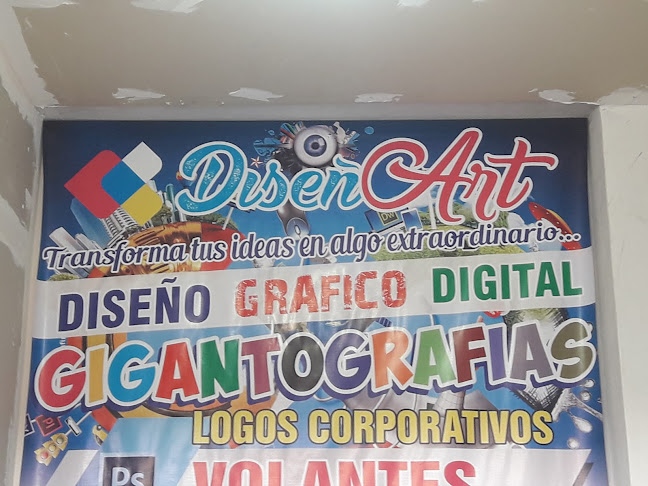 DiseñArt
Transforma tus ideas en algo extraordinario...
DISEÑO GRAFICO DIGITAL
GIGANTOGRAFIAS
LOGOS CORPORATIVOS
Ps VOLANTES